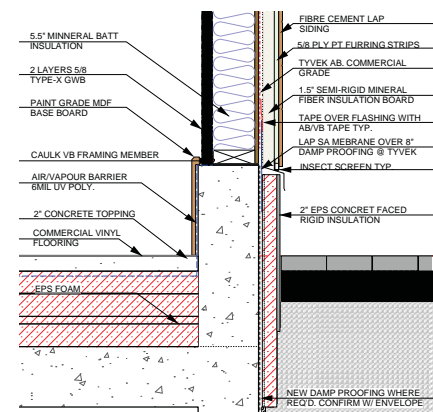 5.5" MINNERAL BATT
INSULATION
2 LAYERS 5/8
TYPE-X GWB
PAINT GRADE MDF
BASE BOARD
CAULK VB FRAMING MEMBER
AIR/VAPOUR BARRIER
6MIL UV POLY.
2" CONCRETE TOPPING
COMMERCIAL VINYL
FLOORING
EPS FOAM
FIBRE CEMENT LAP
SIDING
5/8 PLY PT FURRING STRIPS
TYVEK AB. COMMERCIAL
GRADE
1.5" SEMI-RIGID MINERAL
FIBER INSULATION BOARD
TAPE OVER FLASHING WITH
AB/VB TAPE TYP.
LAP SA MEBRANE OVER 8"
DAMP PROOFING @ TYVEK
INSECT SCREEN TYP
2" EPS CONCRET FACED
RIGID INSULATION
NEW DAMP PROOFING WHERE
REQ'D. CONFIRM W/ ENVELOPE